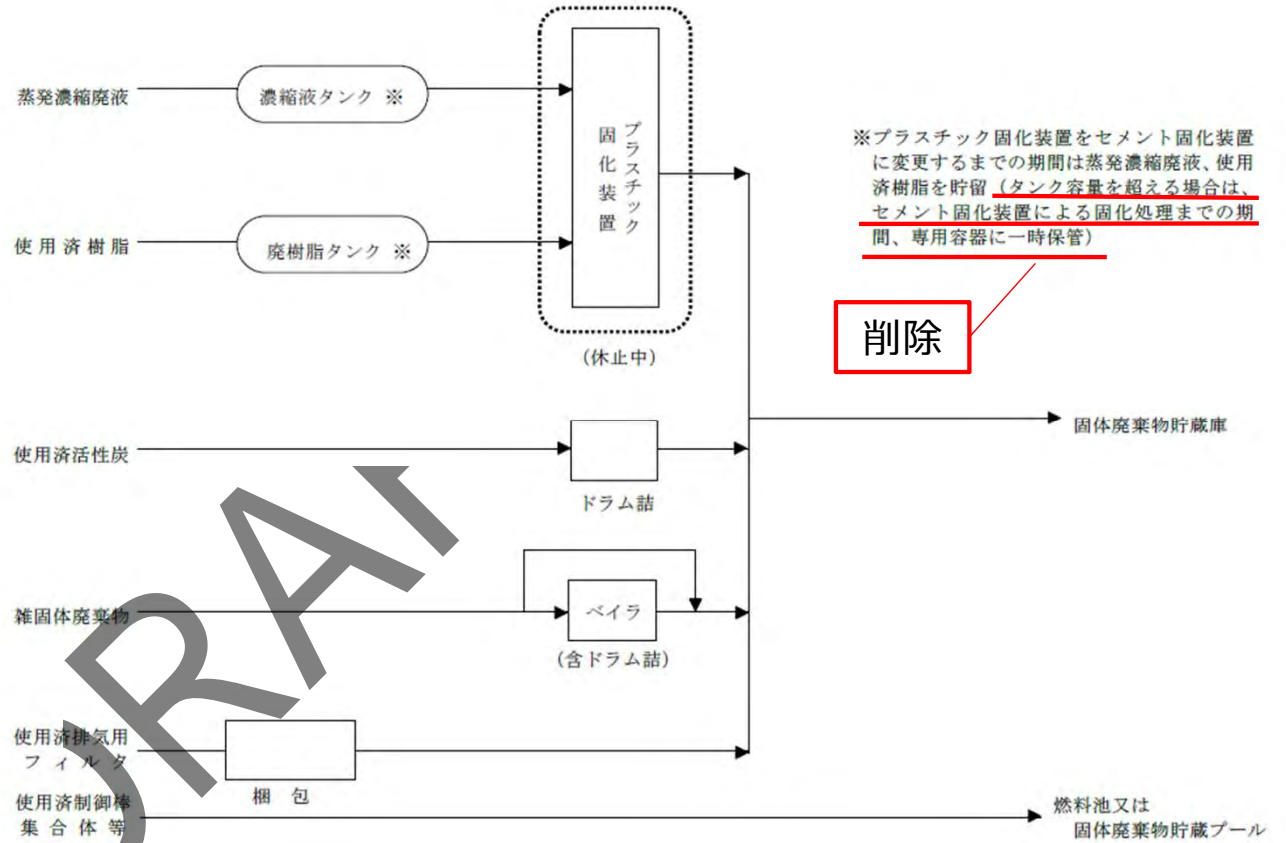 蒸発濃縮廃液
濃縮液タンク ※
プラスチック
固化装置
※プラスチック固化装置をセメント固化装置
に変更するまでの期間は蒸発濃縮廃液、使用
済樹脂を貯留（タンク容量を超える場合は、
セメント固化装置による固化処理までの期
間、専用容器に一時保管）
使用済樹脂
廃樹脂タンク ※
削除
(休止中)
固体廃棄物貯蔵庫
使用済活性炭
ドラム詰
雑固体廃棄物
ベイラ
(含ドラム詰)
使用済排気用
フィルタ
梱包
使用済制御棒
集合体等
燃料池又は
固体廃棄物貯蔵プール
DRAF